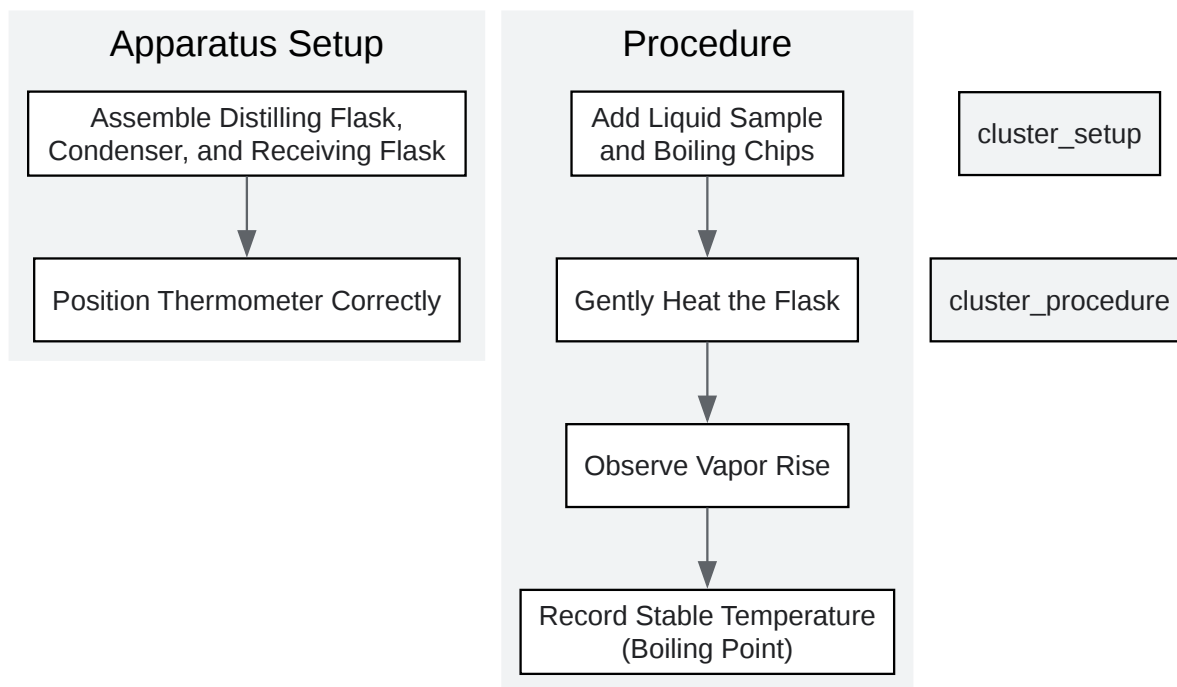 Apparatus Setup
Assemble Distilling Flask,
Condenser, and Receiving Flask
Position Thermometer Correctly
Procedure
Add Liquid Sample
and Boiling Chips
Gently Heat the Flask
Observe Vapor Rise
Record Stable Temperature
(Boiling Point)
cluster_setup
cluster_procedure